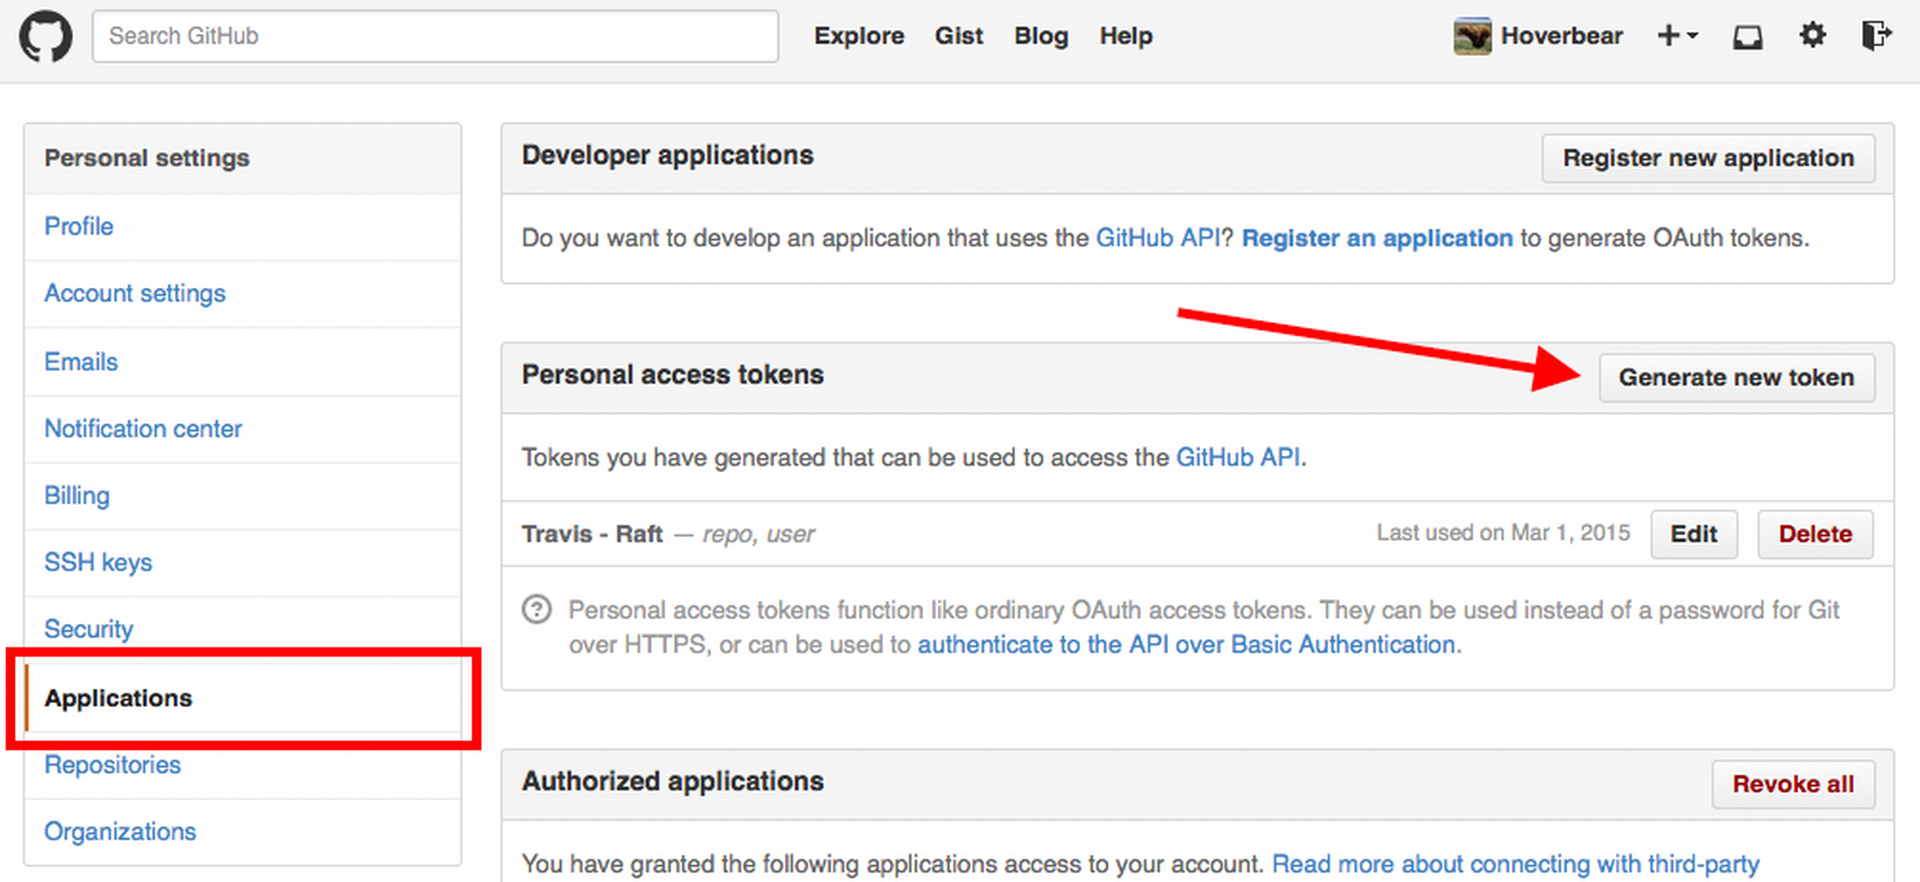 Search GitHub
Explore Gist Blog Help
Hoverbear
Personal settings
Profile
Account settings
Emails
Notification center
Billing
SSH keys
Security
Applications
Repositories
Organizations
Developer applications
Register new application
Do you want to develop an application that uses the GitHub API? Register an application to generate OAuth tokens.
Personal access tokens
Generate new token
Tokens you have generated that can be used to access the GitHub API.
Travis - Raft — repo, user
Last used on Mar 1, 2015
Edit
Delete
Personal access tokens function like ordinary OAuth access tokens. They can be used instead of a password for Git
over HTTPS, or can be used to authenticate to the API over Basic Authentication.
Authorized applications
Revoke all
You have granted the following applications access to your account. Read more about connecting with third-party